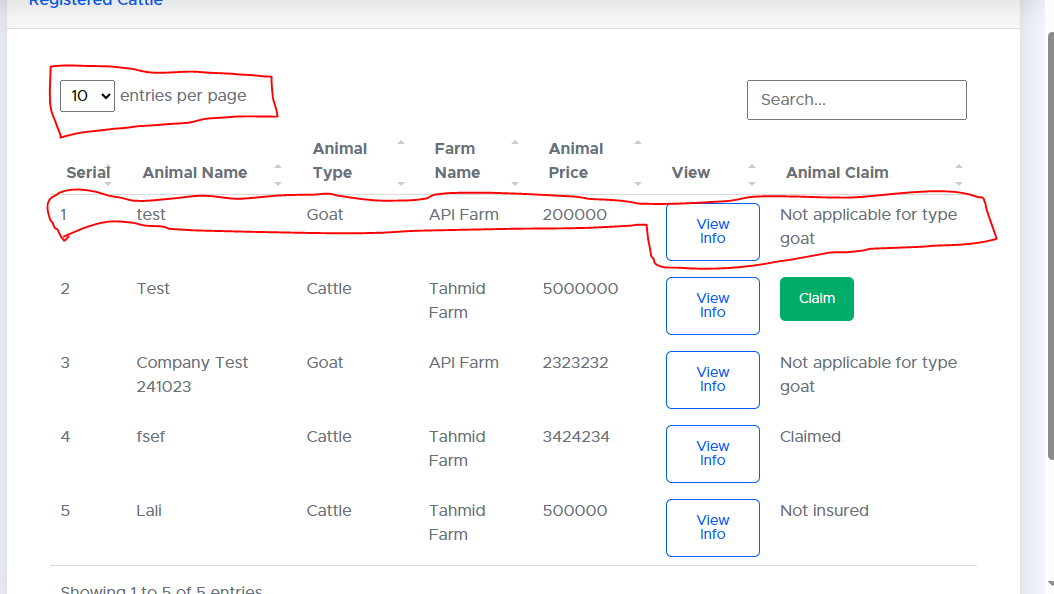 Registered Cattle
10 entries per page
Search...
Serial Animal Name Animal Type Farm Name Animal Price View Animal Claim
1 test Goat API Farm 200000 View Info Not applicable for type goat
2 Test Cattle Tahmid Farm 5000000 View Info Claim
3 Company Test 241023 Goat API Farm 2323232 View Info Not applicable for type goat
4 fsef Cattle Tahmid Farm 3424234 View Info Claimed
5 Lali Cattle Tahmid Farm 500000 View Info Not insured
Showing 1 to 5 of 5 entries